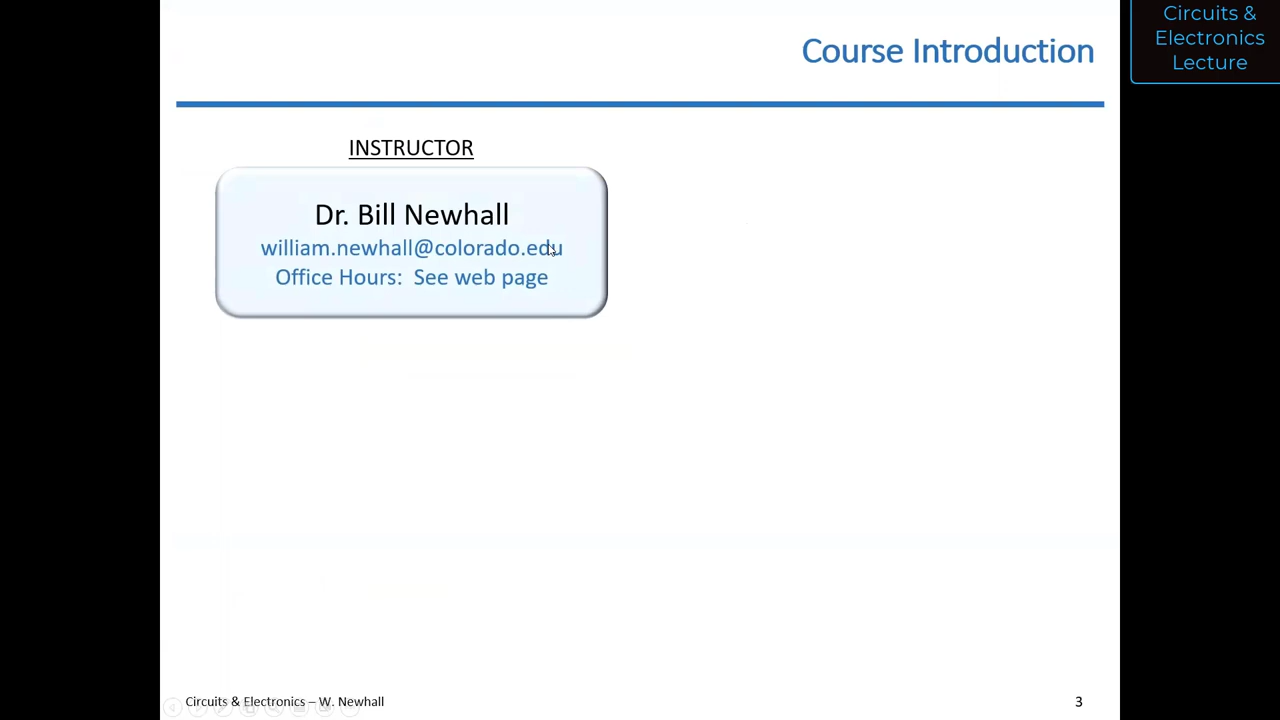 Circuits &
Electronics
Lecture
Course Introduction
INSTRUCTOR
Dr. Bill Newhall
william.newhall@colorado.edu
Office Hours:  See web page
Circuits & Electronics – W. Newhall
3